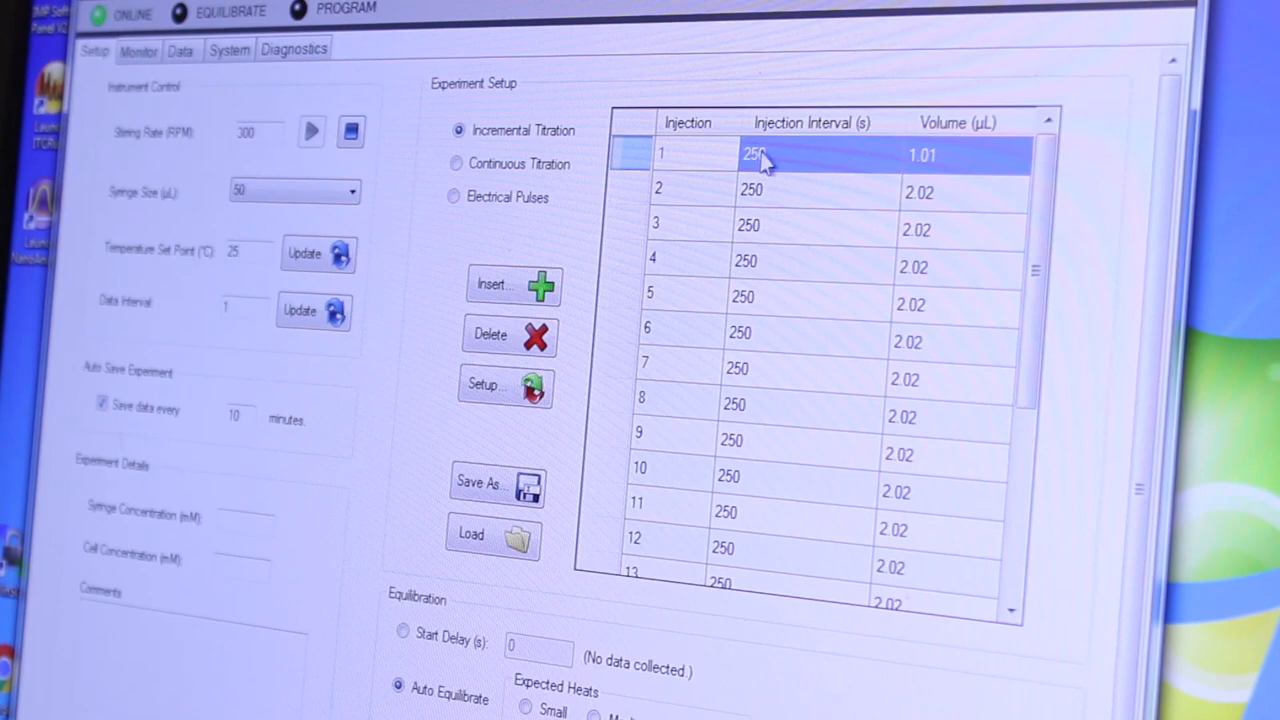 ONLINE EQUILIBRATE PROGRAM
Setup Monitor Data System Diagnostics
Instrument Control
Stirring Rate (RPM): 300
Syringe Size (µL): 50
Temperature Set Point (°C): 25 Update
Data Interval: 1 Update
Auto Save Experiment
Save data every 10 minutes.
Experiment Details
Syringe Concentration (mM):
Cell Concentration (mM):
Comments
Experiment Setup
Incremental Titration
Continuous Titration
Electrical Pulses
Insert...
Delete
Setup...
Save As...
Load
Injection Injection Interval (s) Volume (µL)
1 250 1.01
2 250 2.02
3 250 2.02
4 250 2.02
5 250 2.02
6 250 2.02
7 250 2.02
8 250 2.02
9 250 2.02
10 250 2.02
11 250 2.02
12 250 2.02
13 250 2.02
Equilibration
Start Delay (s): 0 (No data collected.)
Auto Equilibrate
Expected Heats
Small